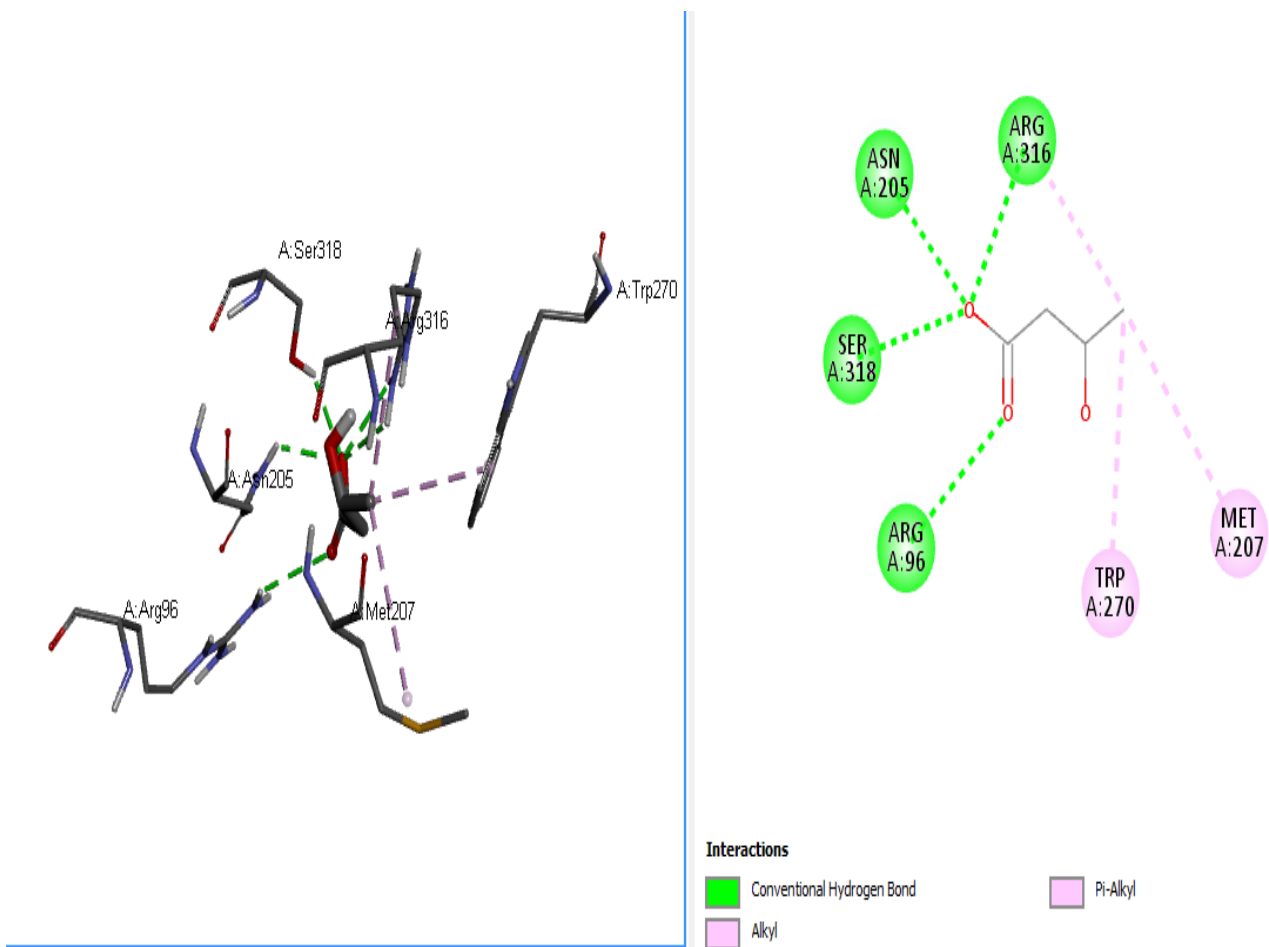 A:Ser318
A:Trp270
A:Arg316
A:Asn205
A:Arg96
A:Met207
ARG
A:316
ASN
A:205
O
SER
A:318
O
O
ARG
A:96
MET
A:207
TRP
A:270
Interactions
Conventional Hydrogen Bond
Pi-Alkyl
Alkyl